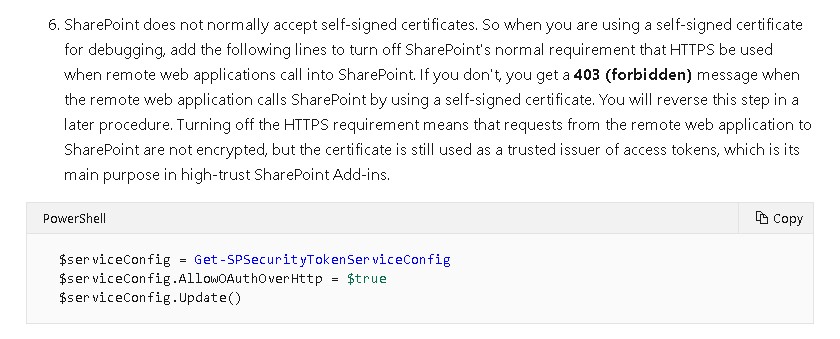 6. SharePoint does not normally accept self-signed certificates. So when you are using a self-signed certificate
for debugging, add the following lines to turn off SharePoint's normal requirement that HTTPS be used
when remote web applications call into SharePoint. If you don't, you get a 403 (forbidden) message when
the remote web application calls SharePoint by using a self-signed certificate. You will reverse this step in a
later procedure. Turning off the HTTPS requirement means that requests from the remote web application to
SharePoint are not encrypted, but the certificate is still used as a trusted issuer of access tokens, which is its
main purpose in high-trust SharePoint Add-ins.
PowerShell
Copy
$serviceConfig = Get-SPSecurityTokenServiceConfig
$serviceConfig.AllowOAuthOverHttp = $true
$serviceConfig.Update()